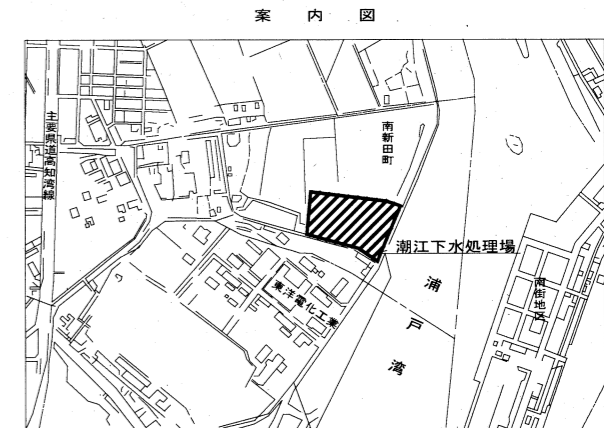 案内図
主要県道高知湾線
南新田町
潮江下水処理場
東洋電化工業
浦戸湾
南街地区